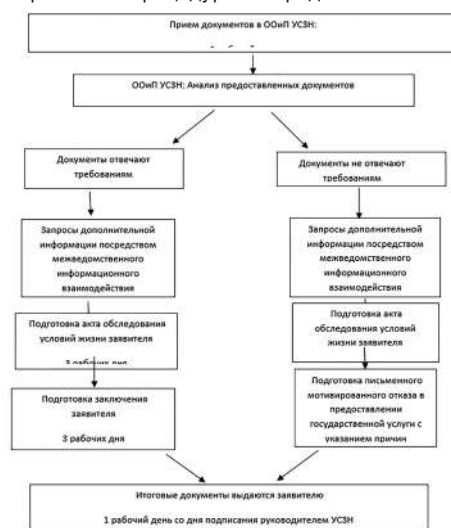 Прием документов в ООиП УСЗН:
ООиП УСЗН: Анализ предоставленных документов
Документы отвечают
требованиям
Документы не отвечают
требованиям
Запросы дополнительной
информации посредством
межведомственного
информационного
взаимодействия
Запросы дополнительной
информации посредством
межведомственного
информационного
взаимодействия
Подготовка акта обследования
условий жизни заявителя
3 рабочих дня
Подготовка акта
обследования условий
жизни заявителя
Подготовка заключения
заявителя
3 рабочих дня
Подготовка письменного
мотивированного отказа в
предоставлении
государственной услуги с
указанием причин
Итоговые документы выдаются заявителю
1 рабочий день со дня подписания руководителем УСЗН